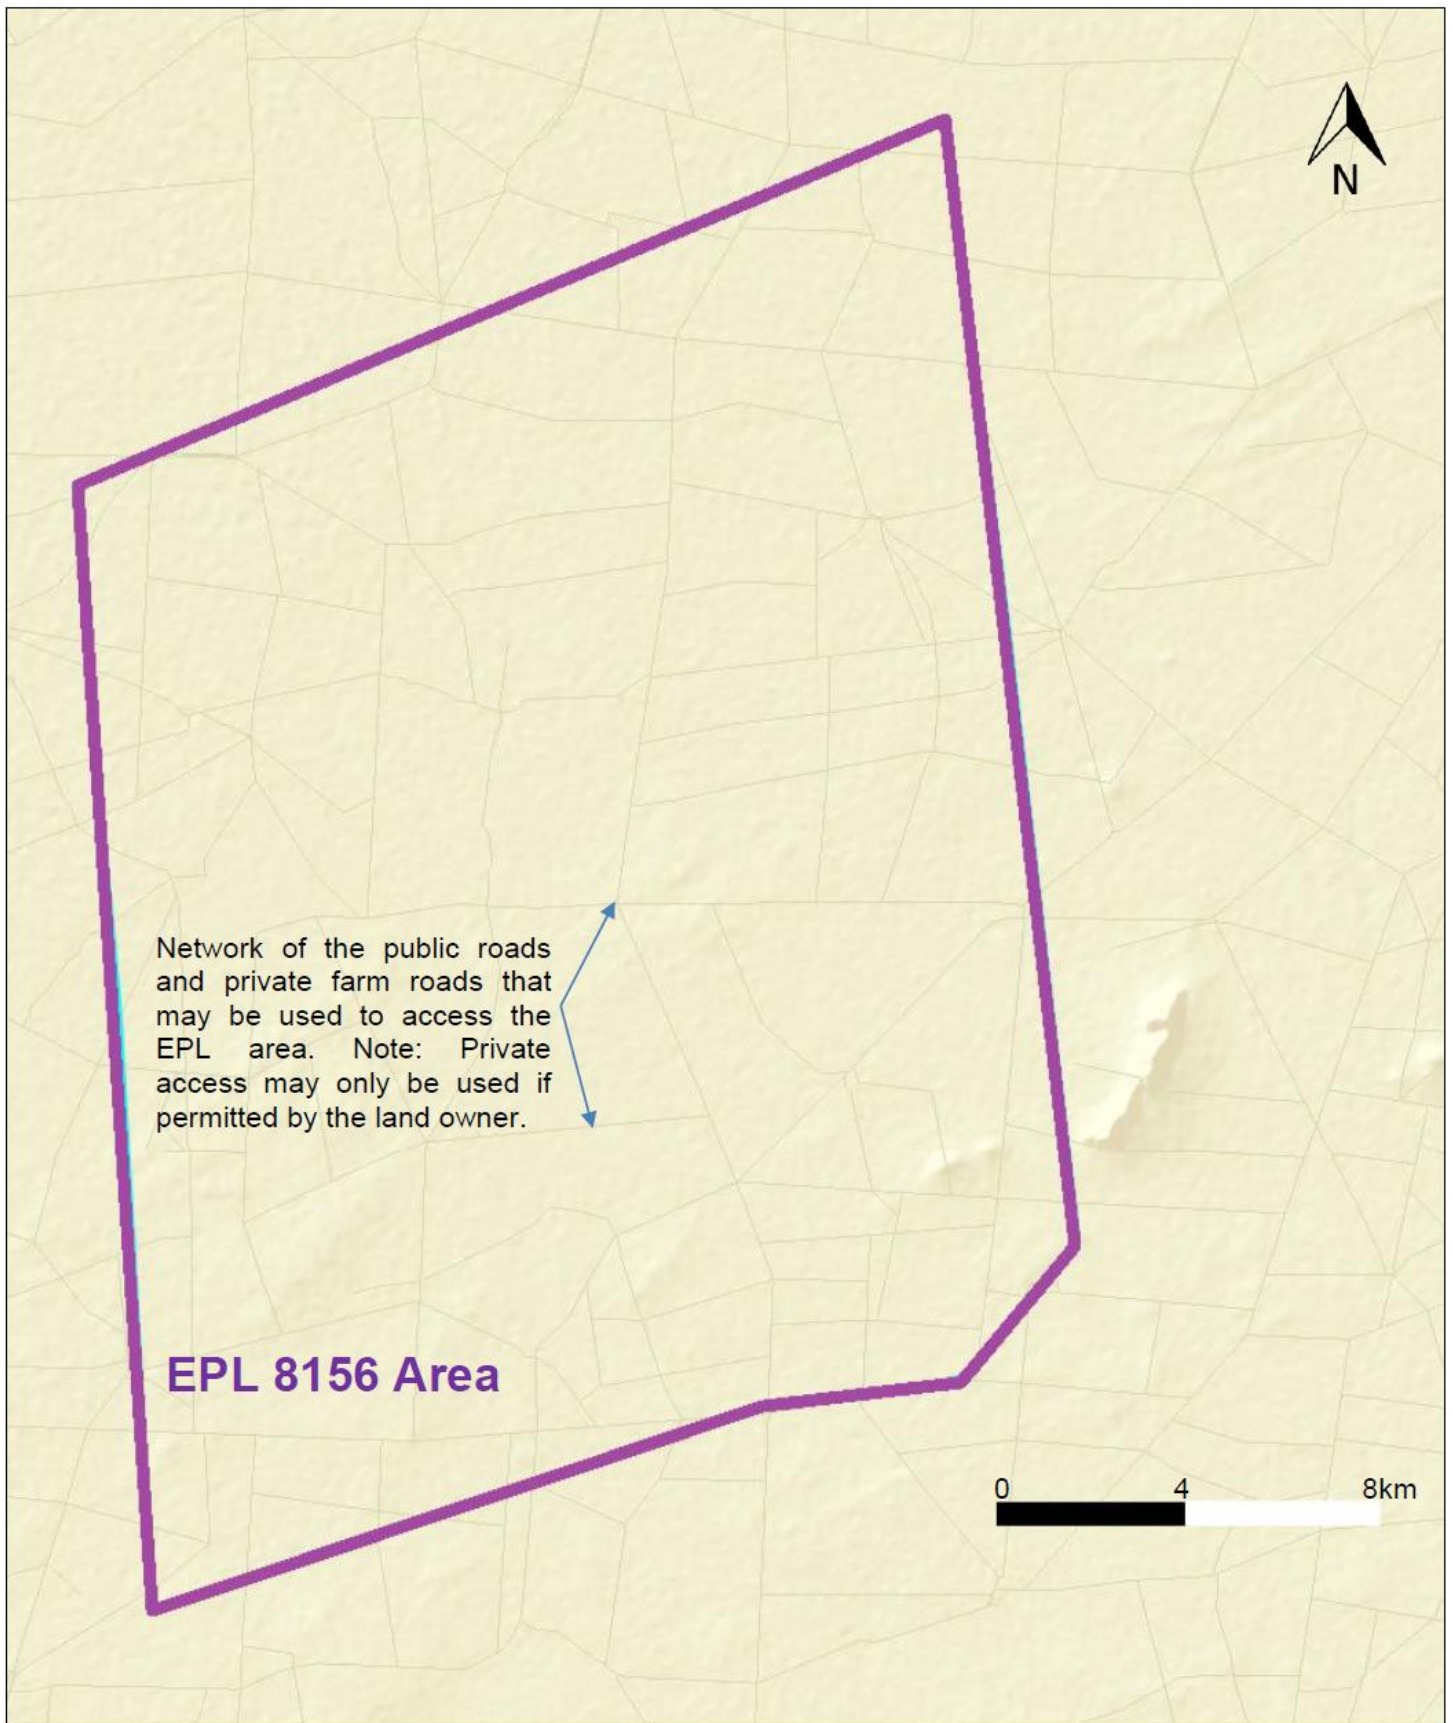 N
Network of the public roads
and private farm roads that
may be used to access the
EPL area. Note: Private
access may only be used if
permitted by the land owner.
EPL 8156 Area
0 4 8km